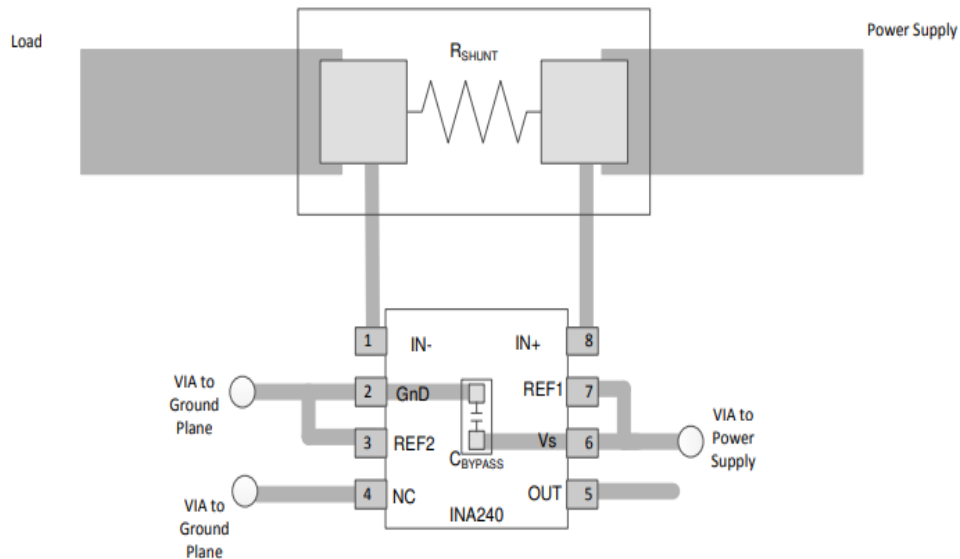 Load
Power Supply
RSHUNT
1
IN-
IN+
8
VIA to
Ground
Plane
2
GnD
REF1
7
VIA to
Power
Supply
3
REF2
Vs
6
CBYPASS
4
NC
OUT
5
VIA to
Ground
Plane
INA240